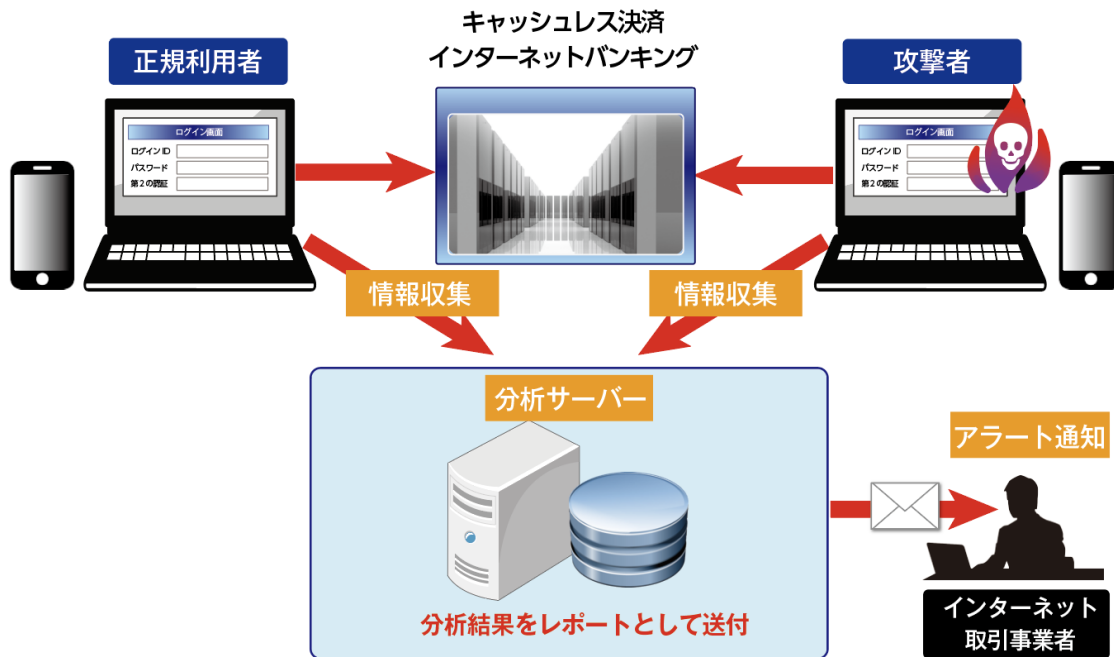 キャッシュレス決済
インターネットバンキング
正規利用者
攻撃者
ログイン画面
ログイン ID
パスワード
第2の認証
ログイン画面
ログイン ID
パスワード
第2の認証
情報収集
情報収集
分析サーバー
アラート通知
分析結果をレポートとして送付
インターネット
取引事業者